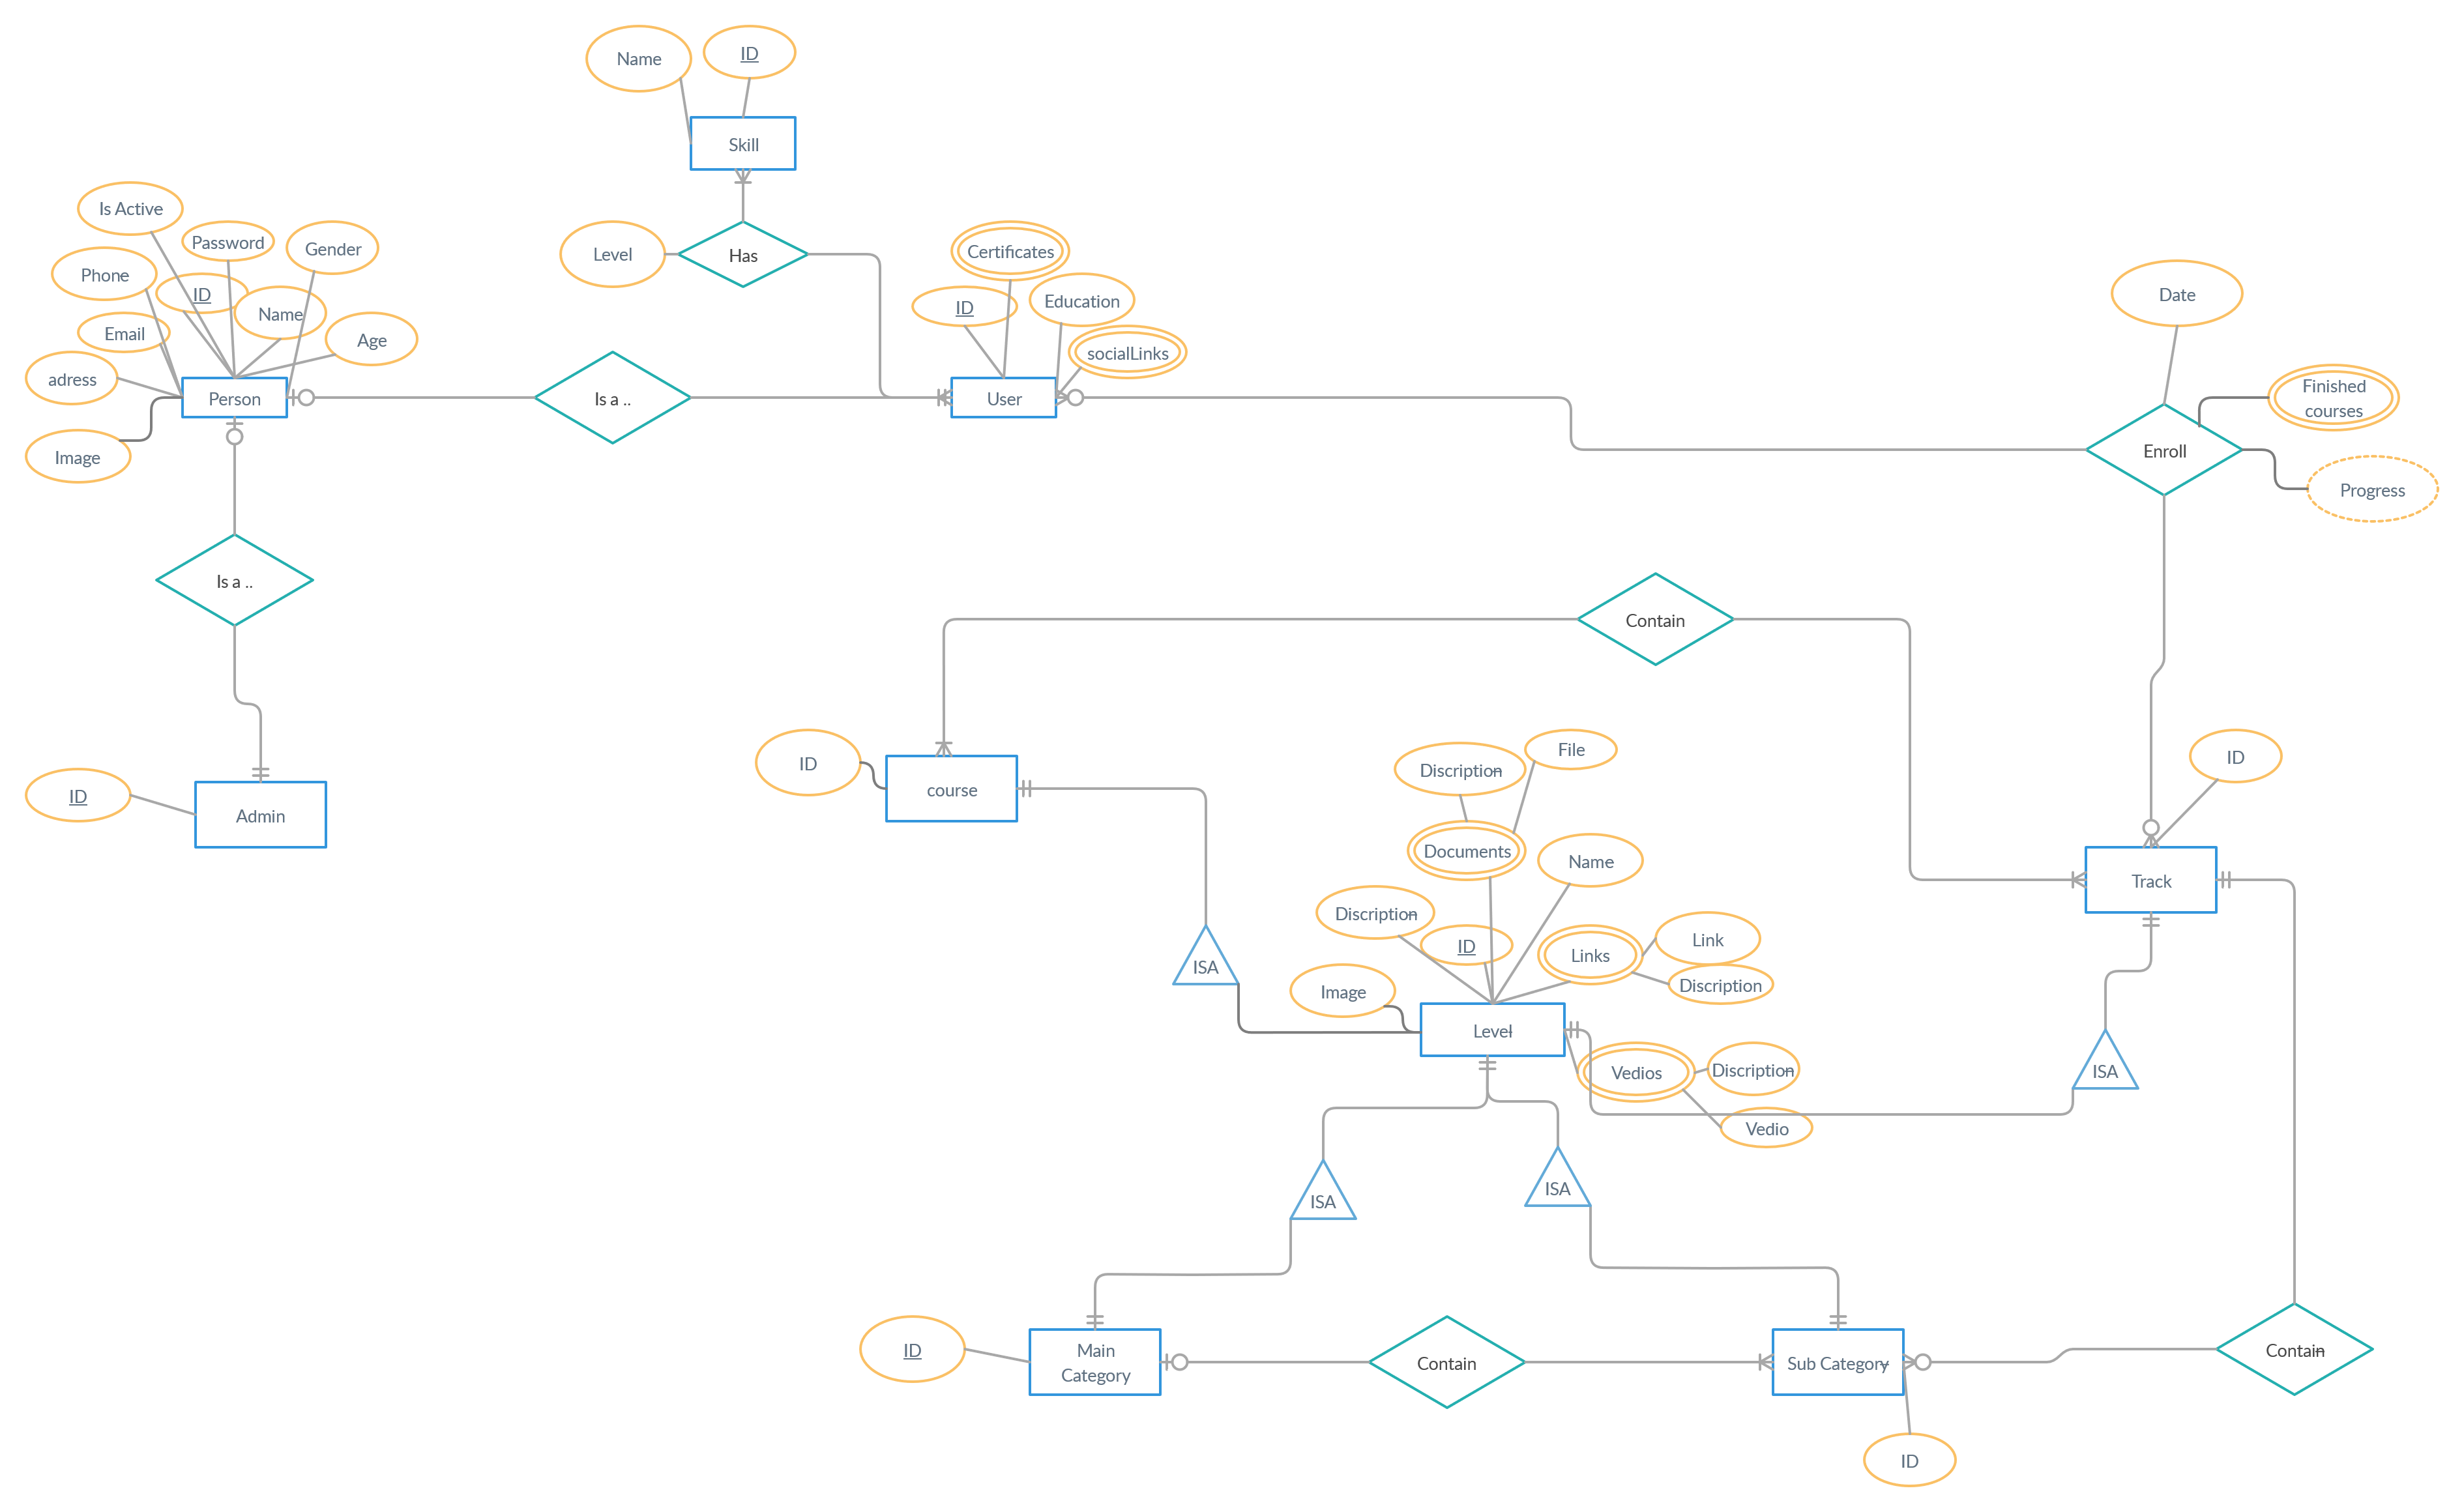 Name
ID
Skill
Is Active
Password
Gender
Phone
ID
Name
Email
Age
adress
Person
Image
Level
Has
Certificates
ID
Education
socialLinks
Is a ..
User
Date
Finished
courses
Enroll
Progress
Is a ..
Contain
ID
Admin
ID
course
Discription
File
Documents
Name
Discription
ID
Links
Link
Discription
Image
ISA
Level
Vedios
Discription
Vedio
ID
Track
ISA
ISA
ISA
ID
Main
Category
Contain
Sub Category
Contain
ID